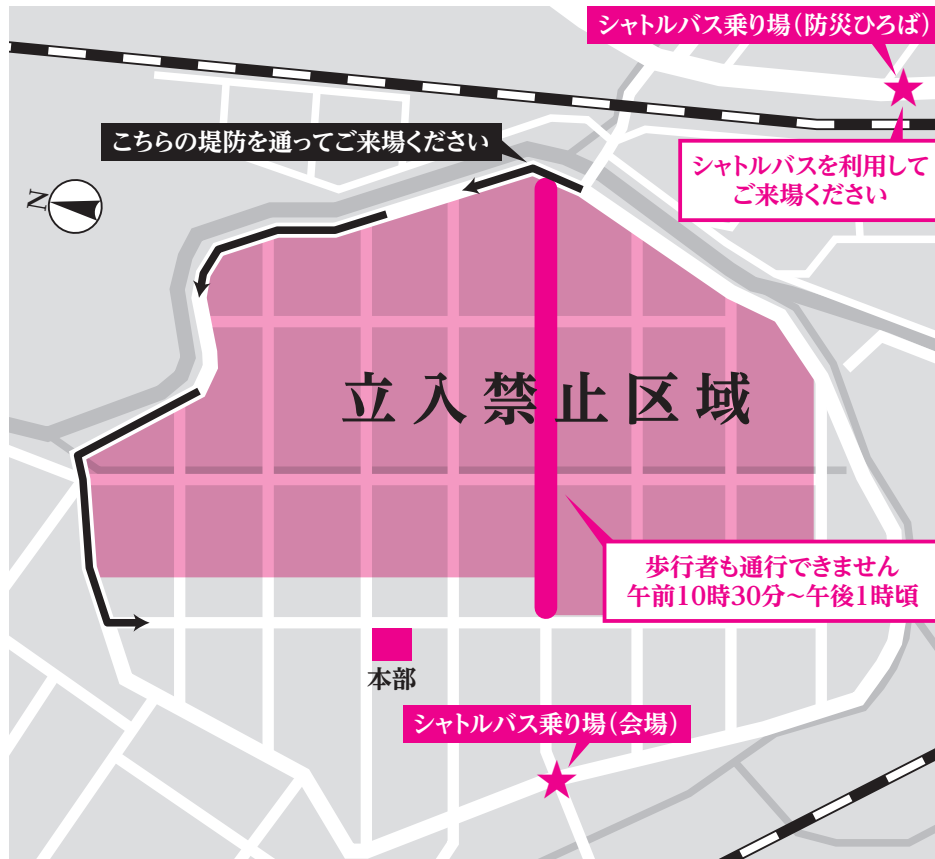 シャトルバス乗り場（防災ひろば）
こちらの堤防を通ってご来場ください
シャトルバスを利用して
ご来場ください
N
立入禁止区域
歩行者も通行できません
午前10時30分～午後1時頃
本部
シャトルバス乗り場（会場）